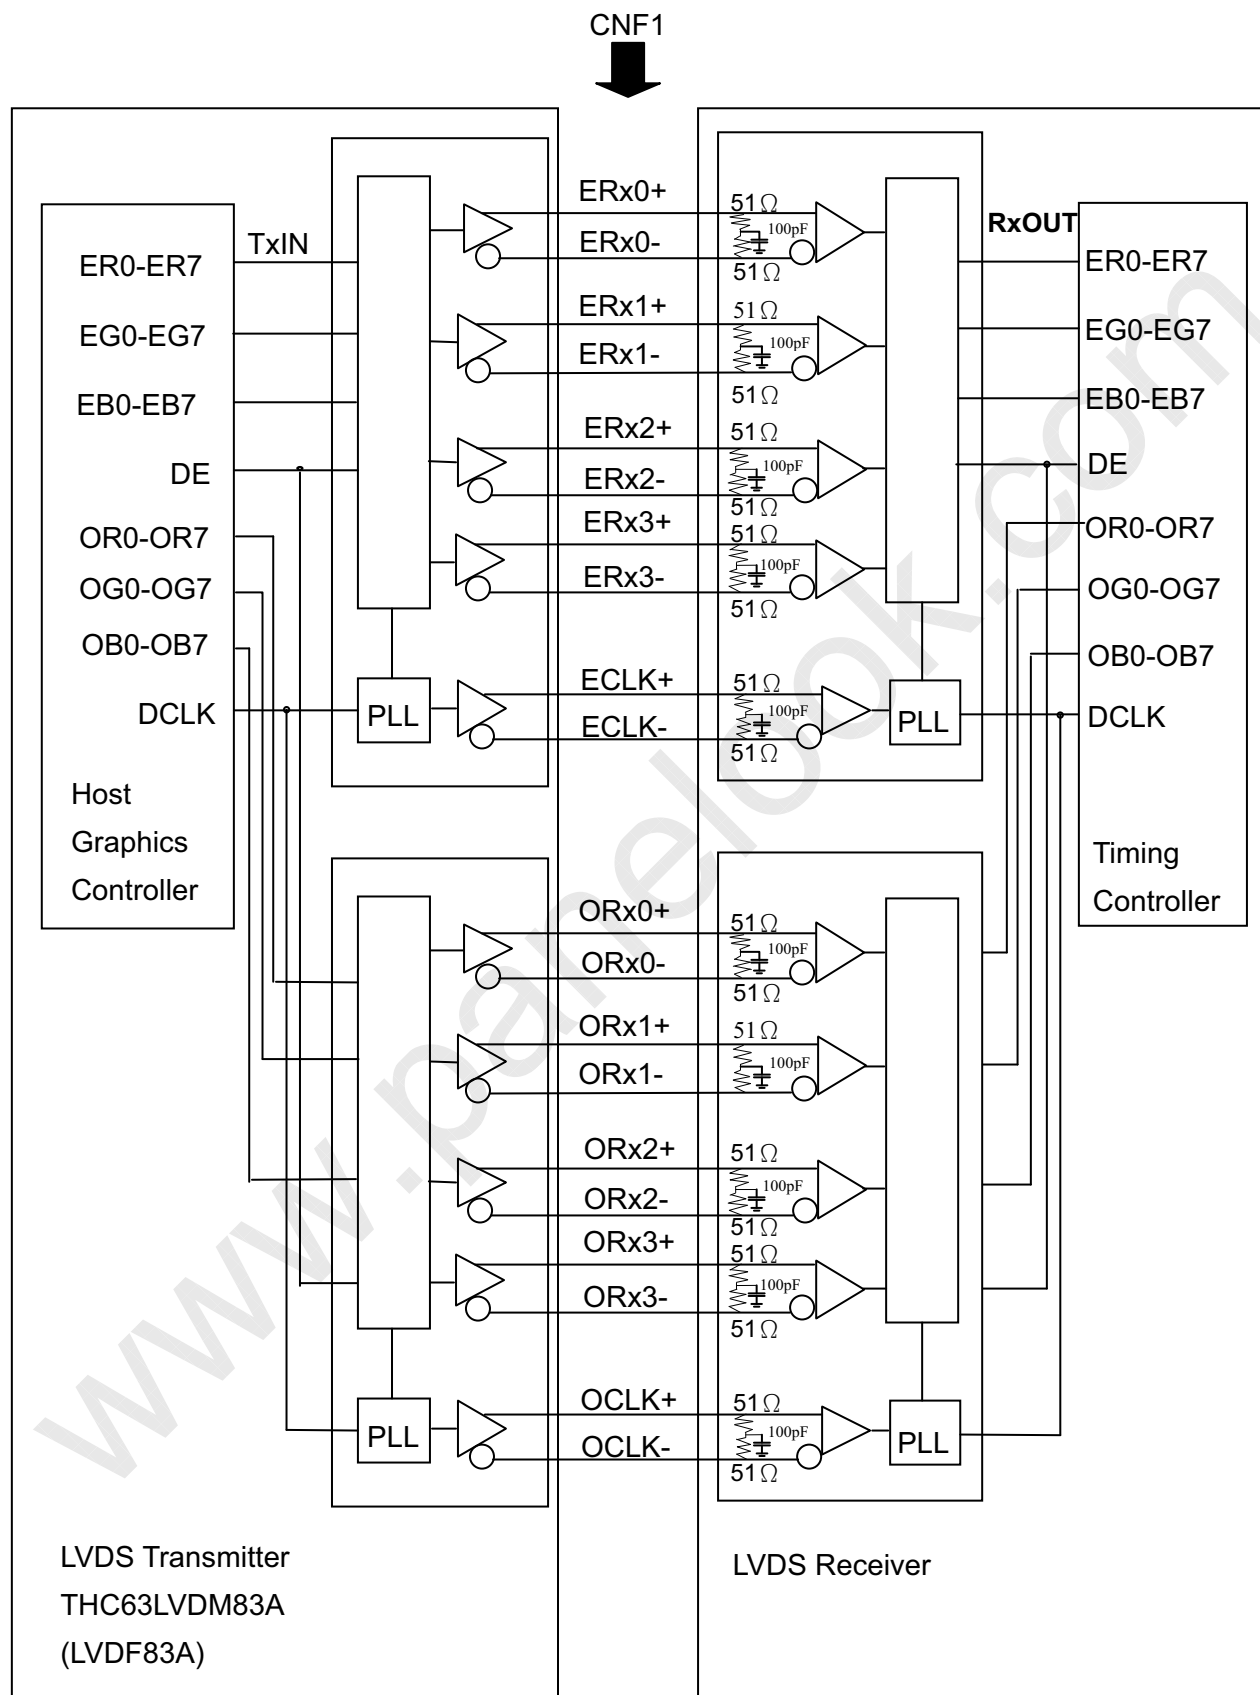 CNF1
ERx0+
51Ω
100pF
ERx0-
51Ω
TxIN
RxOUT
ER0-ER7
ER0-ER7
ERx1+
51Ω
100pF
ERx1-
51Ω
EG0-EG7
EG0-EG7
EB0-EB7
EB0-EB7
ERx2+
51Ω
100pF
ERx2-
51Ω
DE
DE
ERx3+
51Ω
100pF
ERx3-
51Ω
OR0-OR7
OR0-OR7
OG0-OG7
OG0-OG7
OB0-OB7
OB0-OB7
ECLK+
51Ω
100pF
ECLK-
51Ω
DCLK
PLL
PLL
DCLK
Host
Graphics
Controller
Timing
Controller
ORx0+
51Ω
100pF
ORx0-
51Ω
ORx1+
51Ω
100pF
ORx1-
ORx2+
51Ω
100pF
ORx2-
51Ω
ORx3+
51Ω
100pF
ORx3-
51Ω
OCLK+
51Ω
100pF
OCLK-
51Ω
PLL
PLL
LVDS Transmitter
THC63LVDM83A
(LVDF83A)
LVDS Receiver
www.panelook.com